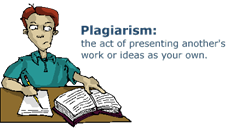 Plagiarism:
the act of presenting another's
work or ideas as your own.